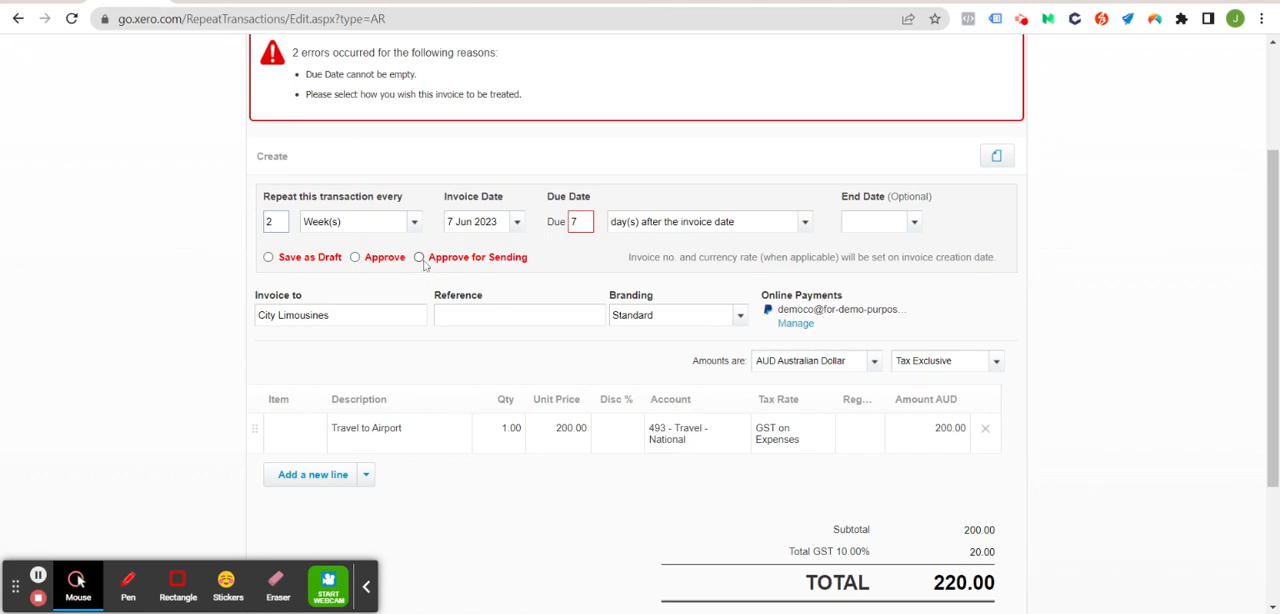 go.xero.com/RepeatTransactions/Edit.aspx?type=AR
J
2 errors occurred for the following reasons:
• Due Date cannot be empty.
• Please select how you wish this invoice to be treated.
Create
Repeat this transaction every Invoice Date Due Date End Date (Optional)
2 Week(s) 7 Jun 2023 Due 7 day(s) after the invoice date
Save as Draft Approve Approve for Sending Invoice no. and currency rate (when applicable) will be set on invoice creation date.
Invoice to Reference Branding Online Payments
City Limousines Standard democo@for-demo-purpos...
Manage
Amounts are: AUD Australian Dollar Tax Exclusive
Item Description Qty Unit Price Disc % Account Tax Rate Reg... Amount AUD
Travel to Airport 1.00 200.00 493 - Travel - National GST on Expenses 200.00
Add a new line
Subtotal 200.00
Total GST 10.00% 20.00
TOTAL 220.00
Mouse Pen Rectangle Stickers Eraser START WEBCAM